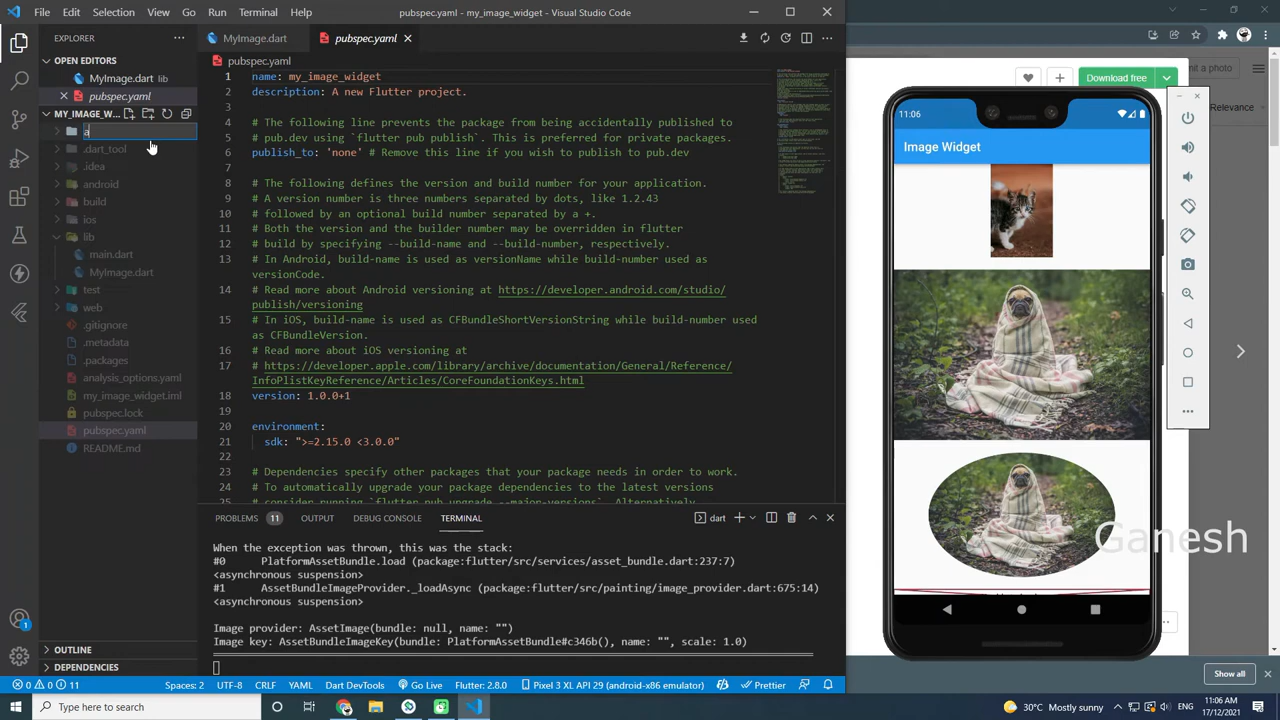 File Edit Selection View Go Run Terminal Help
pubspec.yaml - my_image_widget - Visual Studio Code
EXPLORER
OPEN EDITORS
MyImage.dart lib
pubspec.yaml
MY_IMAGE_W...
.idea
android
build
ios
lib
main.dart
MyImage.dart
test
web
.gitignore
.metadata
.packages
analysis_options.yaml
my_image_widget.iml
pubspec.lock
pubspec.yaml
README.md
OUTLINE
DEPENDENCIES
MyImage.dart
pubspec.yaml
pubspec.yaml
1 name: my_image_widget
2 description: A new Flutter project.
3
4 # The following line prevents the package from being accidentally published to
5 # pub.dev using `flutter pub publish`. This is preferred for private packages.
6 publish_to: 'none' # Remove this line if you wish to publish to pub.dev
7
8 # The following defines the version and build number for your application.
9 # A version number is three numbers separated by dots, like 1.2.43
10 # followed by an optional build number separated by a +.
11 # Both the version and the builder number may be overridden in flutter
12 # build by specifying --build-name and --build-number, respectively.
13 # In Android, build-name is used as versionName while build-number used as
versionCode.
14 # Read more about Android versioning at https://developer.android.com/studio/
publish/versioning
15 # In iOS, build-name is used as CFBundleShortVersionString while build-number used
as CFBundleVersion.
16 # Read more about iOS versioning at
17 # https://developer.apple.com/library/archive/documentation/General/Reference/
InfoPlistKeyReference/Articles/CoreFoundationKeys.html
18 version: 1.0.0+1
19
20 environment:
21 sdk: ">=2.15.0 <3.0.0"
22
23 # Dependencies specify other packages that your package needs in order to work.
24 # To automatically upgrade your package dependencies to the latest versions
25 # consider running `flutter pub upgrade --major-versions`. Alternatively,
PROBLEMS 11 OUTPUT DEBUG CONSOLE TERMINAL
dart
When the exception was thrown, this was the stack:
#0 PlatformAssetBundle.load (package:flutter/src/services/asset_bundle.dart:237:7)
<asynchronous suspension>
#1 AssetBundleImageProvider._loadAsync (package:flutter/src/painting/image_provider.dart:675:14)
<asynchronous suspension>
Image provider: AssetImage(bundle: null, name: "")
Image key: AssetBundleImageKey(bundle: PlatformAssetBundle#c346b(), name: "", scale: 1.0)
0 0 11
Spaces: 2 UTF-8 CRLF YAML Dart DevTools Go Live Flutter: 2.8.0 Pixel 3 XL API 29 (android-x86 emulator) Prettier
Download free
nit a photo
Relevance
11:06
Image Widget
Ganesh
Show all
Type here to search
30°C Mostly sunny
ENG
11:06 AM
17/12/2021